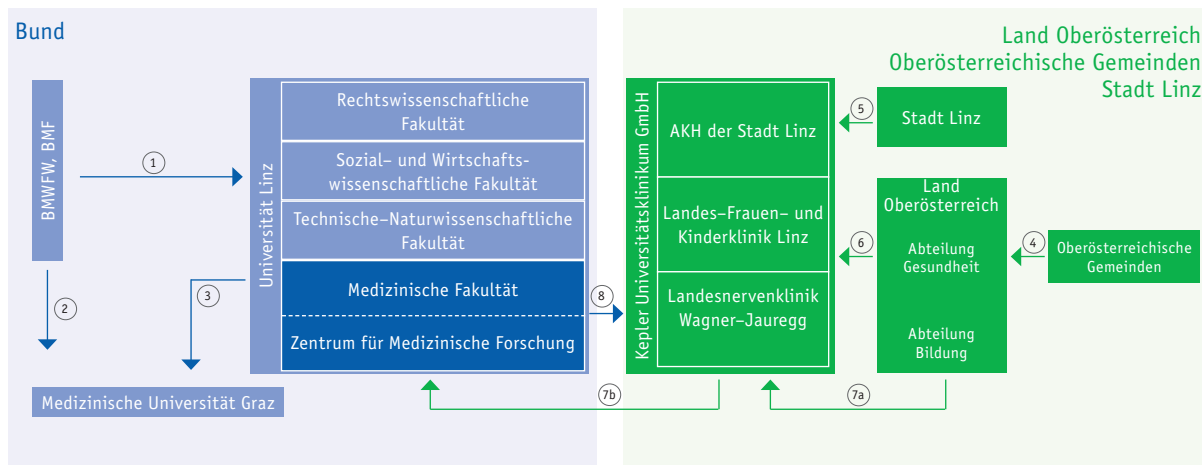 Bund
BMWFW, BMF
1
2
3
Universität Linz
Rechtswissenschaftliche
Fakultät
Sozial– und Wirtschafts-
wissenschaftliche Fakultät
Technische–Naturwissenschaftliche
Fakultät
Medizinische Fakultät
Zentrum für Medizinische Forschung
Medizinische Universität Graz
8
7b
Land Oberösterreich
Oberösterreichische Gemeinden
Stadt Linz
Kepler Universitätsklinikum GmbH
AKH der Stadt Linz
Landes–Frauen– und
Kinderklinik Linz
Landesnervenklinik
Wagner–Jauregg
5
Stadt Linz
6
Land
Oberösterreich
Abteilung
Gesundheit
Abteilung
Bildung
4
Oberösterreichische
Gemeinden
7a